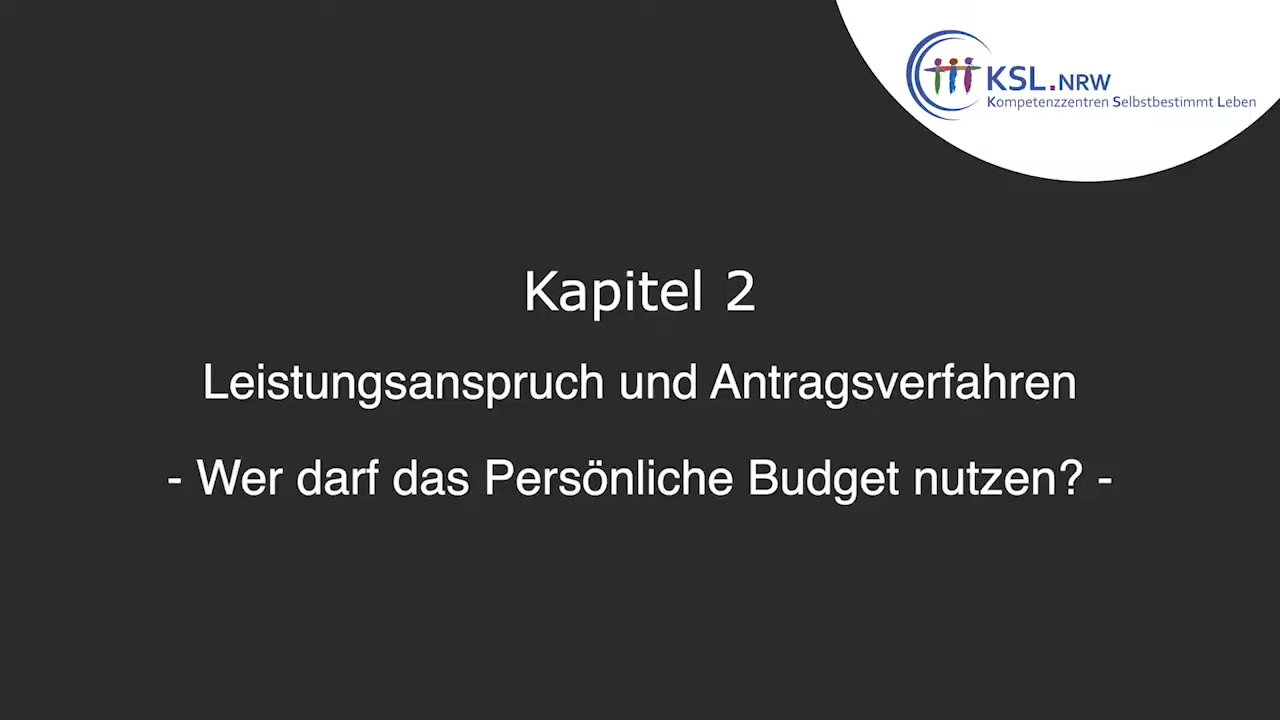 KSL.NRW
Kompetenzzentren Selbstbestimmt Leben
Kapitel 2
Leistungsanspruch und Antragsverfahren
- Wer darf das Persönliche Budget nutzen? -